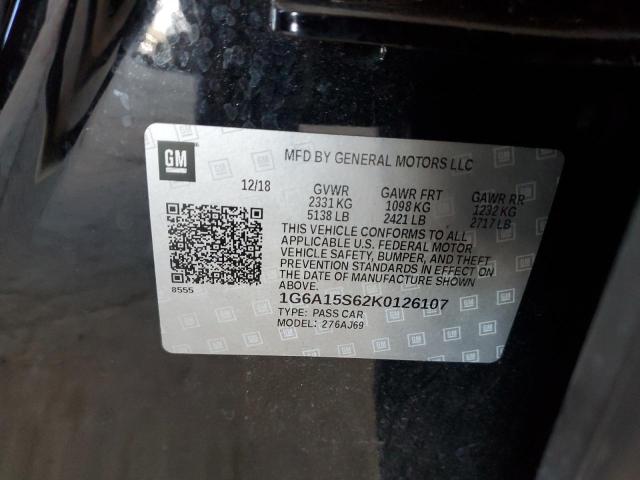 GM
MFD BY GENERAL MOTORS LLC
12/18 GVWR GAWR FRT GAWR RR
2331 KG 1098 KG 1232 KG
5138 LB 2421 LB 2717 LB
THIS VEHICLE CONFORMS TO ALL
APPLICABLE U.S. FEDERAL MOTOR
VEHICLE SAFETY, BUMPER, AND THEFT
PREVENTION STANDARDS IN EFFECT ON
THE DATE OF MANUFACTURE SHOWN
ABOVE.
8555
1G6A15S62K0126107
TYPE: PASS CAR
MODEL: 276AJ69